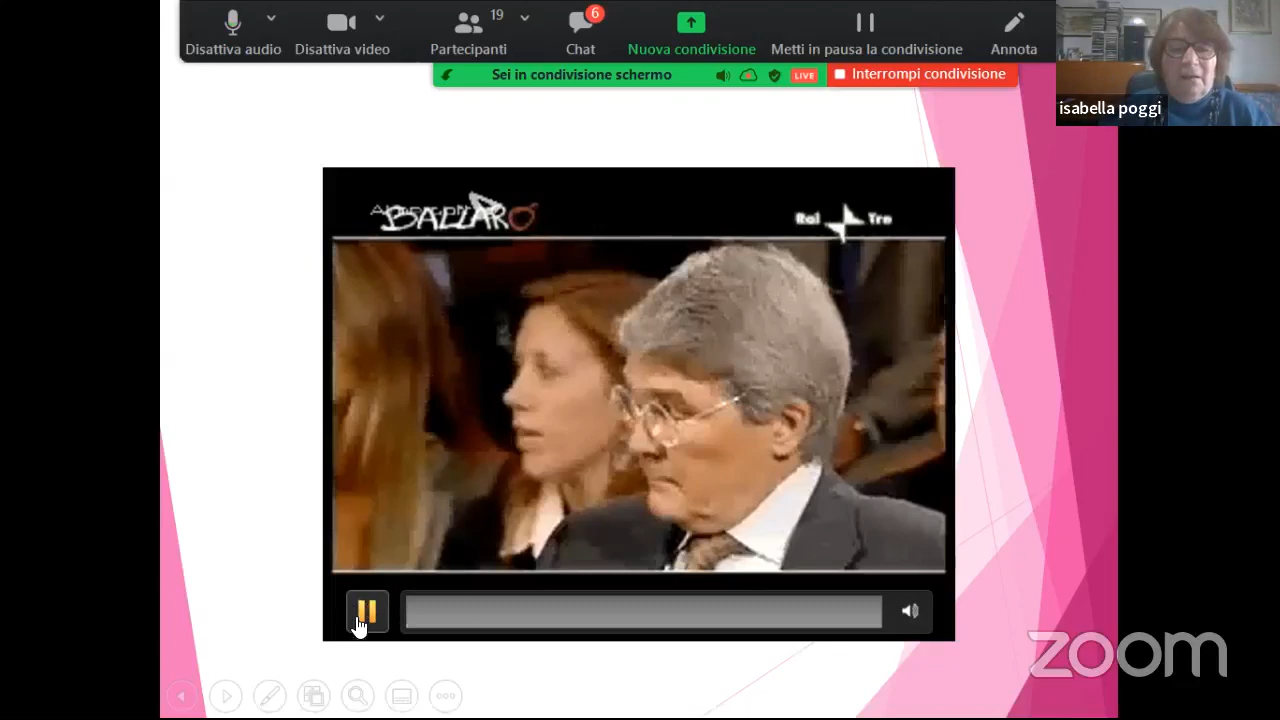 19
6
Disattiva audio
Disattiva video
Partecipanti
Chat
Nuova condivisione
Metti in pausa la condivisione
Annota
Sei in condivisione schermo
LIVE
Interrompi condivisione
isabella poggi
BALLARÒ
Rai Tre
zoom